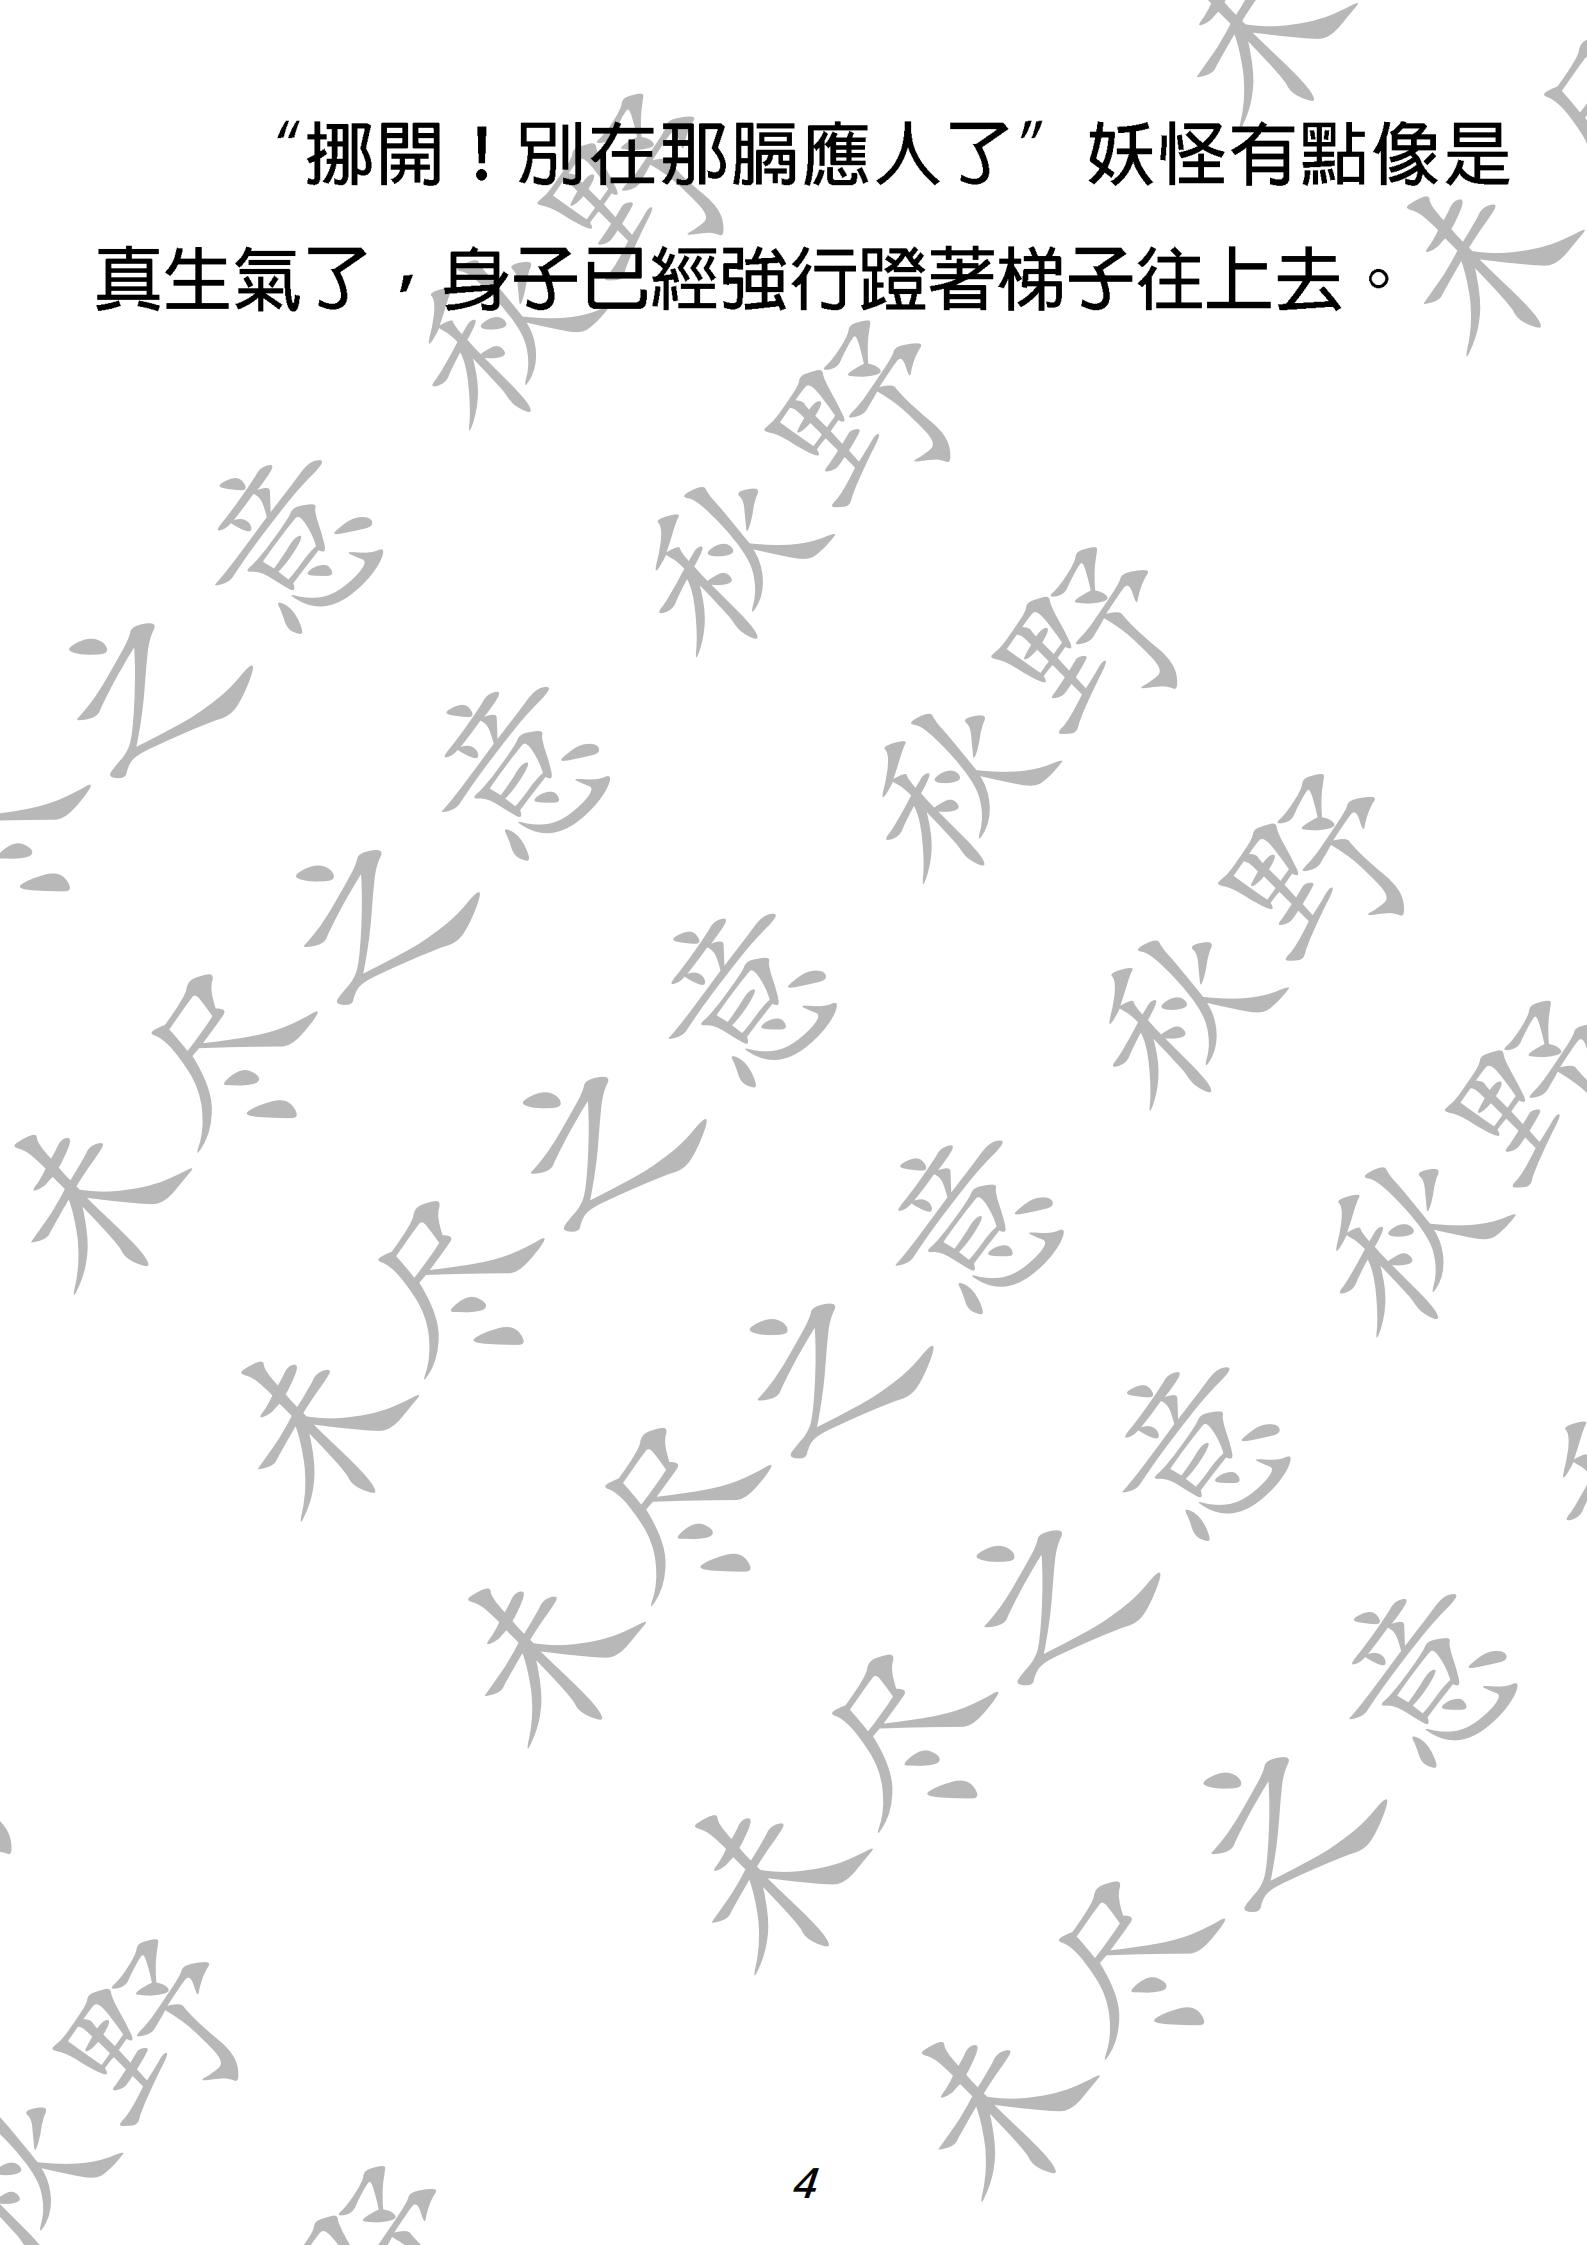 “挪開！別在那膈應人了”妖怪有點像是
真生氣了，身子已經強行蹬著梯子往上去。
未尽之意
秋野
4